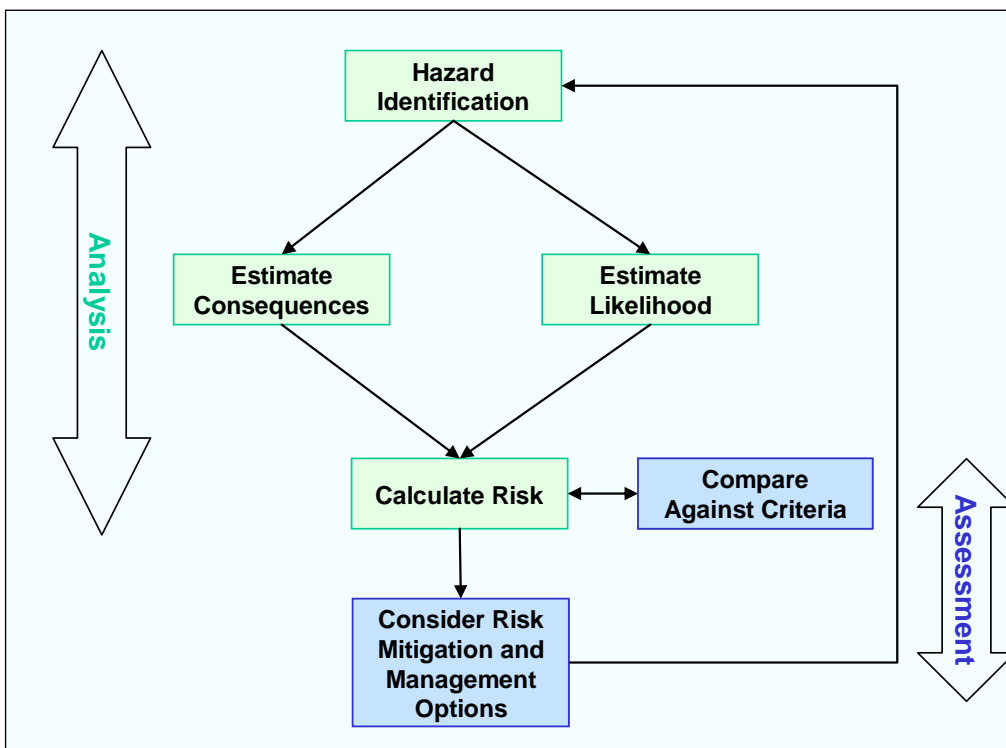 Hazard
Identification
Analysis
Estimate
Consequences
Estimate
Likelihood
Calculate Risk
Compare
Against Criteria
Assessment
Consider Risk
Mitigation and
Management
Options